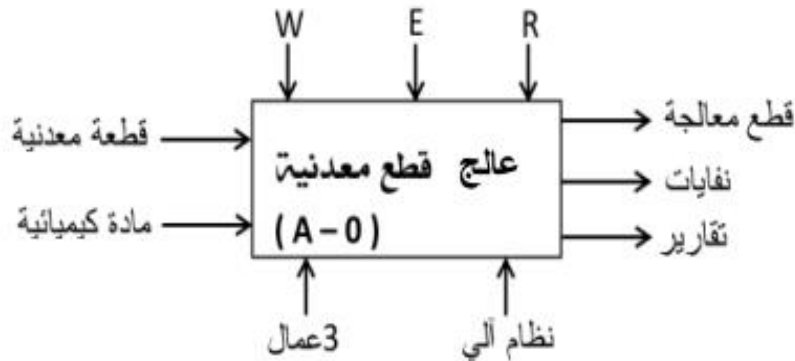 W E R
قطعة معدنية
مادة كيميائية
عالج قطع معدنية
(A-0)
قطع معالجة
نفايات
تقارير
3عمال
نظام آلي